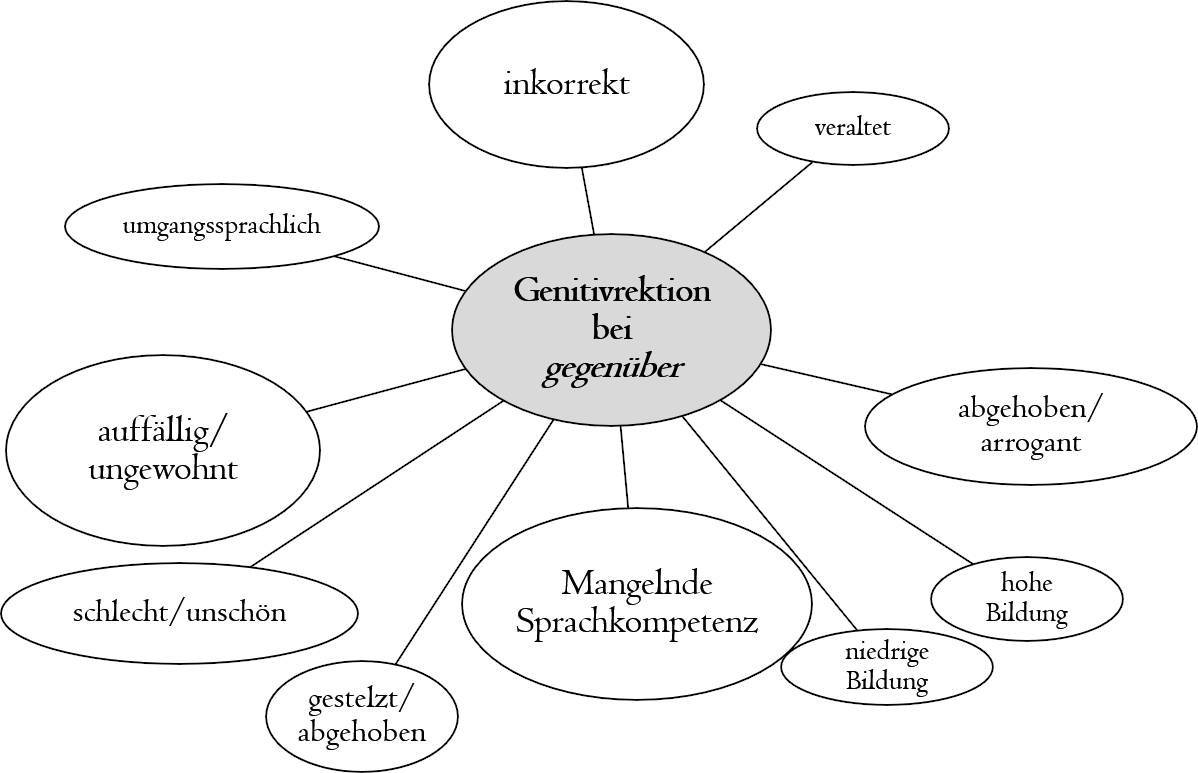 inkorrekt
veraltet
umgangssprachlich
Genitivrektion
bei
gegenüber
auffällig/
ungewohnt
abgehoben/
arrogant
schlecht/unschön
Mangelnde
Sprachkompetenz
hohe
Bildung
niedrige
Bildung
gestelzt/
abgehoben